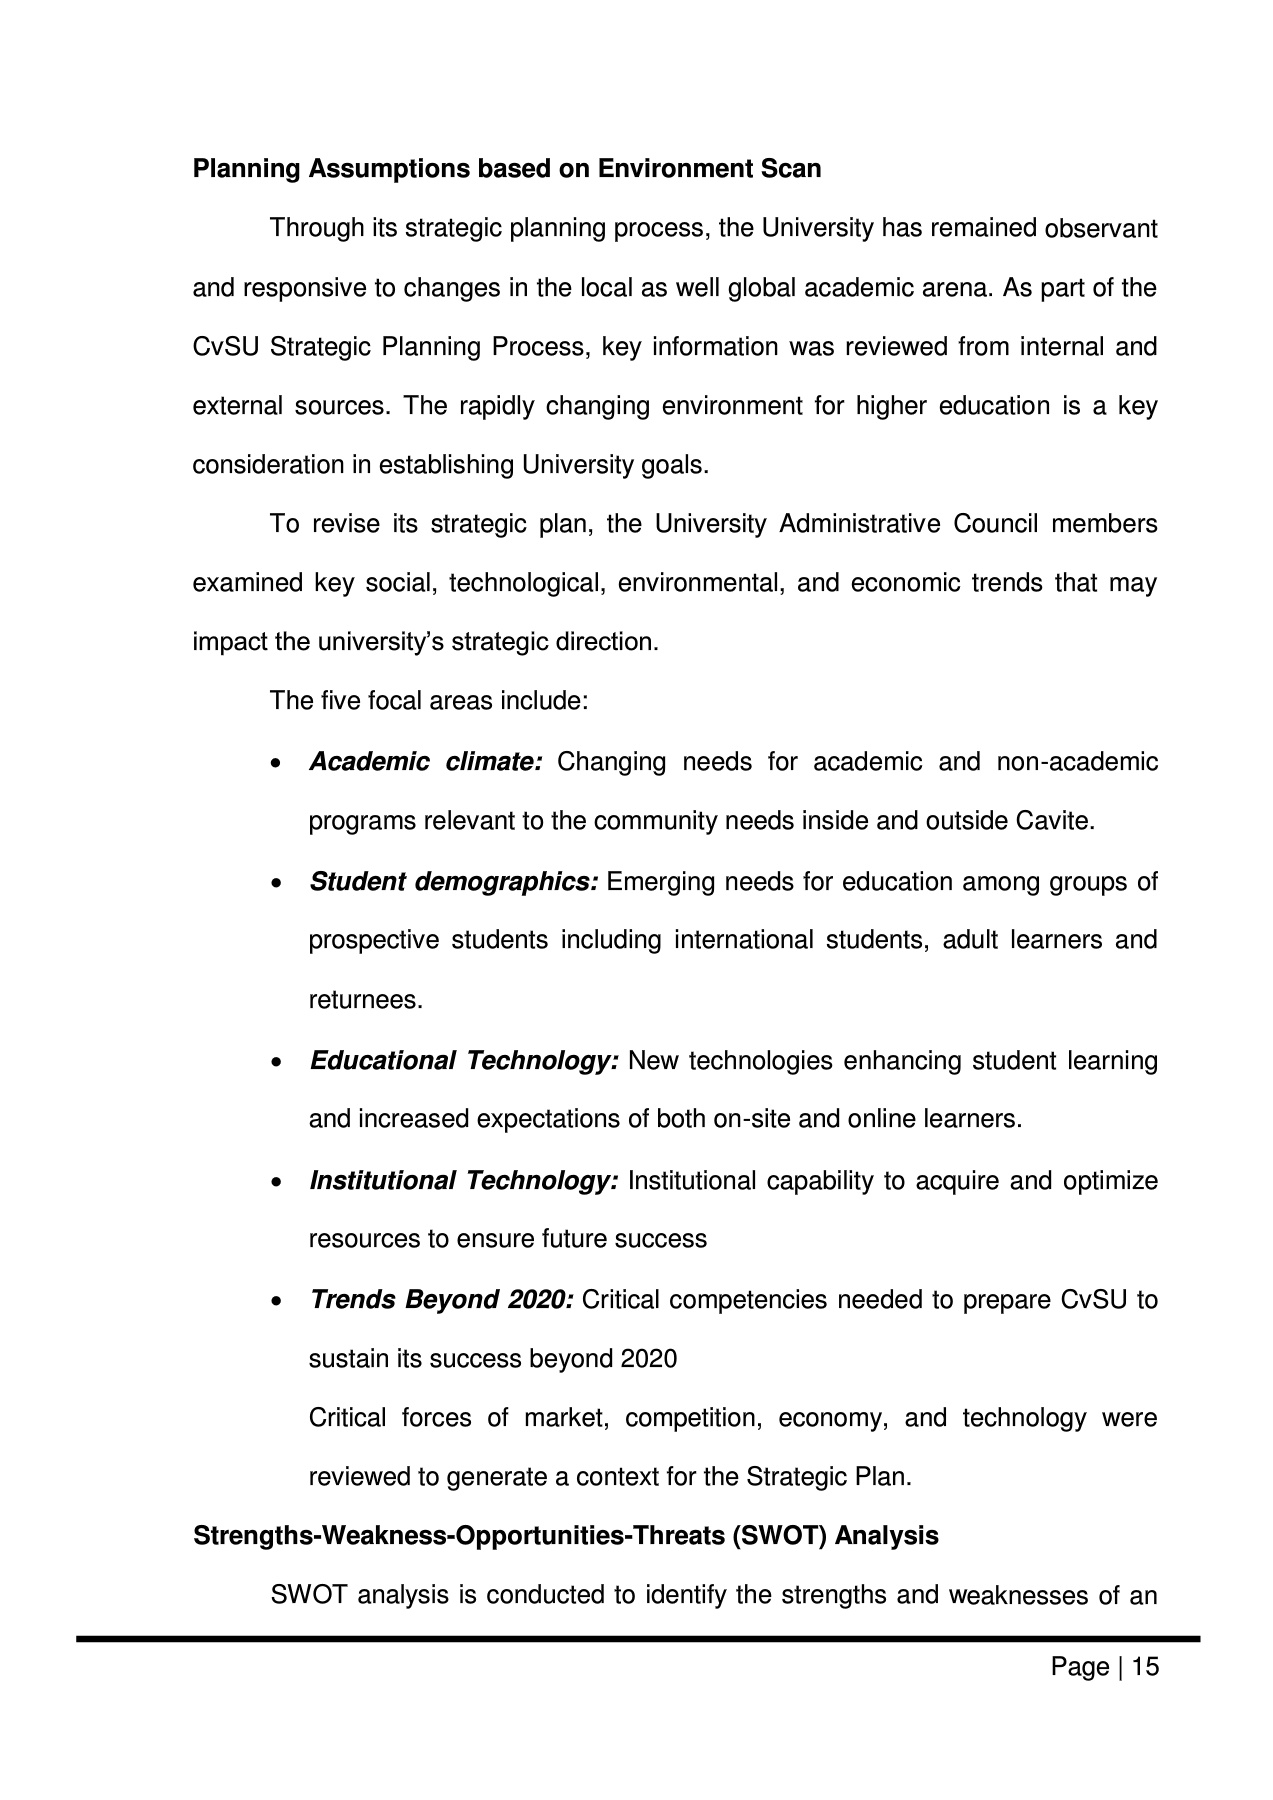 Planning Assumptions based on Environment Scan
Through its strategic planning process, the University has remained observant
and responsive to changes in the local as well global academic arena. As part of the
CvSU Strategic Planning Process, key information was reviewed from internal and
external sources. The rapidly changing environment for higher education is a key
consideration in establishing University goals.
To revise its strategic plan, the University Administrative Council members
examined key social, technological, environmental, and economic trends that may
impact the university’s strategic direction.
The five focal areas include:
• Academic climate: Changing needs for academic and non-academic
programs relevant to the community needs inside and outside Cavite.
• Student demographics: Emerging needs for education among groups of
prospective students including international students, adult learners and
returnees.
• Educational Technology: New technologies enhancing student learning
and increased expectations of both on-site and online learners.
• Institutional Technology: Institutional capability to acquire and optimize
resources to ensure future success
• Trends Beyond 2020: Critical competencies needed to prepare CvSU to
sustain its success beyond 2020
Critical forces of market, competition, economy, and technology were
reviewed to generate a context for the Strategic Plan.
Strengths-Weakness-Opportunities-Threats (SWOT) Analysis
SWOT analysis is conducted to identify the strengths and weaknesses of an
Page | 15